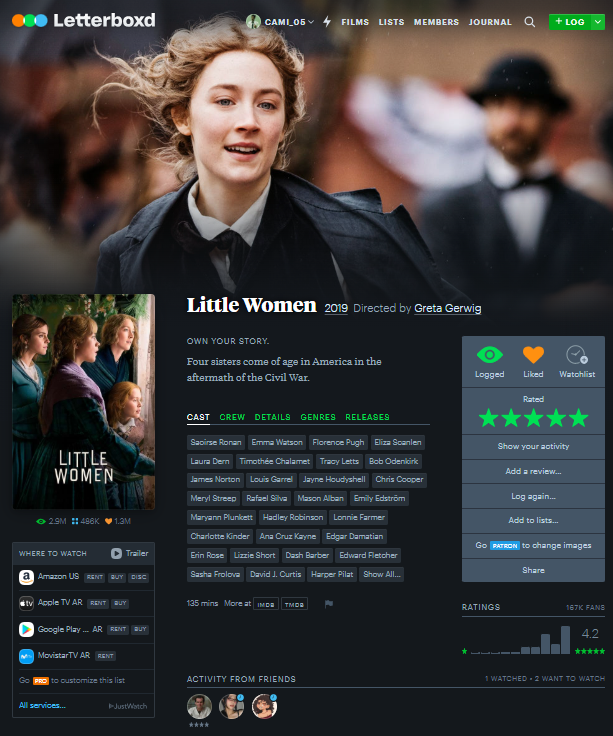 Letterboxd
CAMI_05 FILMS LISTS MEMBERS JOURNAL + LOG
Little Women 2019 Directed by Greta Gerwig
OWN YOUR STORY.
Four sisters come of age in America in the
aftermath of the Civil War.
CAST CREW DETAILS GENRES RELEASES
Saoirse Ronan Emma Watson Florence Pugh Eliza Scanlen
Laura Dern Timothée Chalamet Tracy Letts Bob Odenkirk
James Norton Louis Garrel Jayne Houdyshell Chris Cooper
Meryl Streep Rafael Silva Mason Alban Emily Edström
Maryann Plunkett Hadley Robinson Lonnie Farmer
Charlotte Kinder Ana Cruz Kayne Edgar Damatian
Erin Rose Lizzie Short Dash Barber Edward Fletcher
Sasha Frolova David J. Curtis Harper Pilat Show All...
135 mins More at IMDB TMDB
LITTLE
WOMEN
2.9M 486K 1.3M
WHERE TO WATCH Trailer
Amazon US RENT BUY DISC
Apple TV AR RENT BUY
Google Play ... AR RENT BUY
MovistarTV AR RENT
Go PRO to customize this list
All services... JustWatch
Logged Liked Watchlist
Rated
Show your activity
Add a review...
Log again...
Add to lists...
Go PATRON to change images
Share
RATINGS 167K FANS
4.2
ACTIVITY FROM FRIENDS 1 WATCHED • 2 WANT TO WATCH